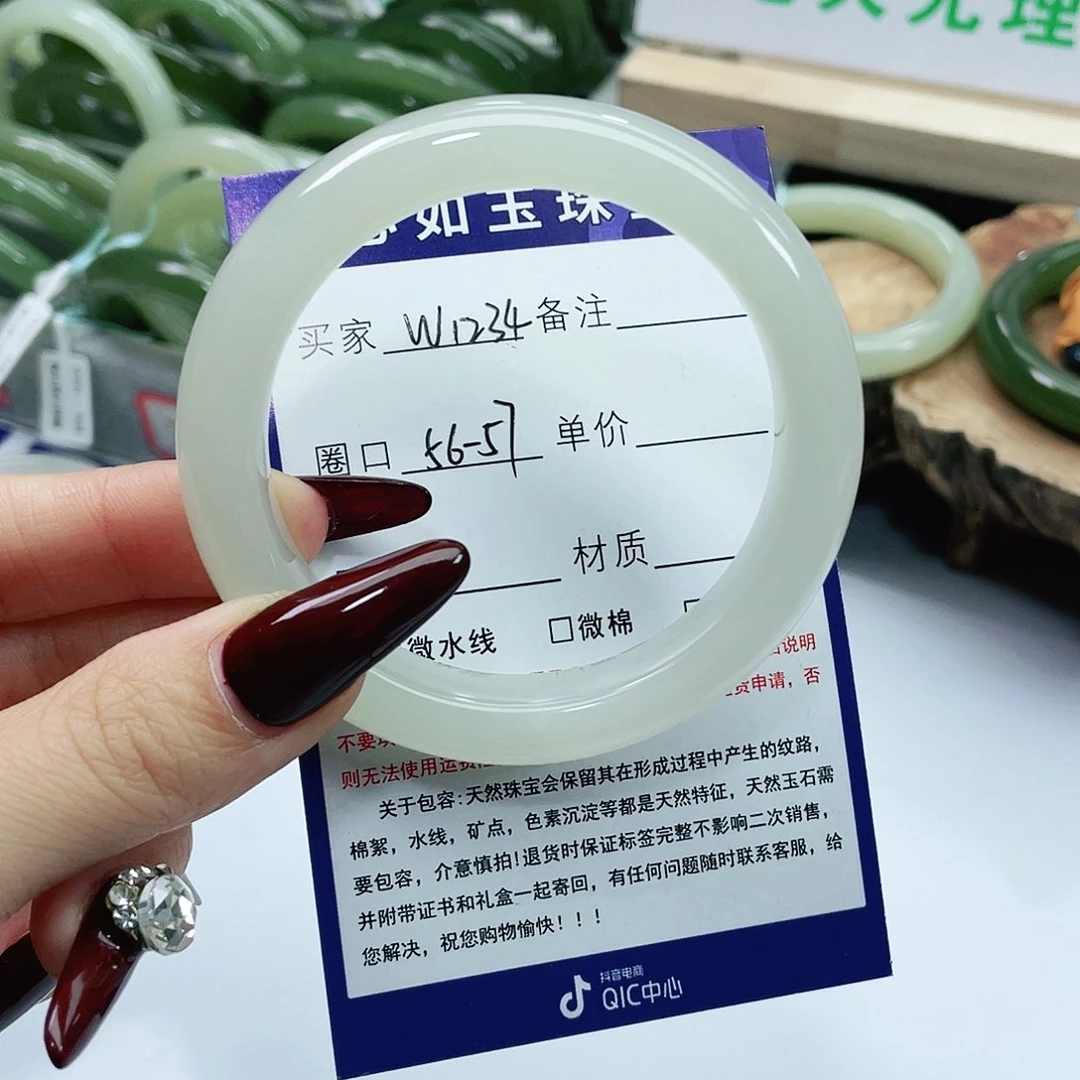 如玉珠
买家 W1234 备注
圈口 56-57 单价
材质
微水线 □微棉
说明
申请，否
不要
则无法使用运费
关于包容：天然珠宝会保留其在形成过程中产生的纹路，
棉絮，水线，矿点，色素沉淀等都是天然特征，天然玉石需
要包容，介意慎拍！退货时保证标签完整不影响二次销售，
并附带证书和礼盒一起寄回，有任何问题随时联系客服，给
您解决，祝您购物愉快！！！
抖音电商
QIC中心